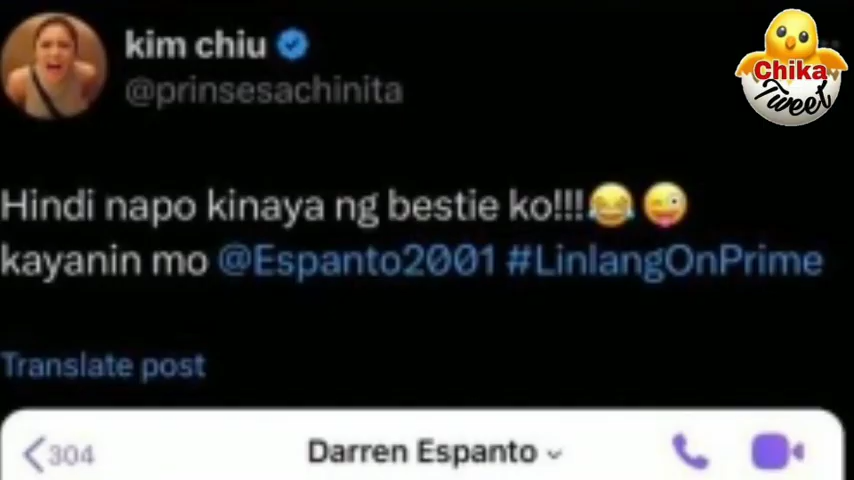 kim chiu
@prinsesachinita
Chika
Tweet
Hindi napo kinaya ng bestie ko!!!😂😜
kayanin mo @Espanto2001 #LinlangOnPrime
Translate post
304
Darren Espanto